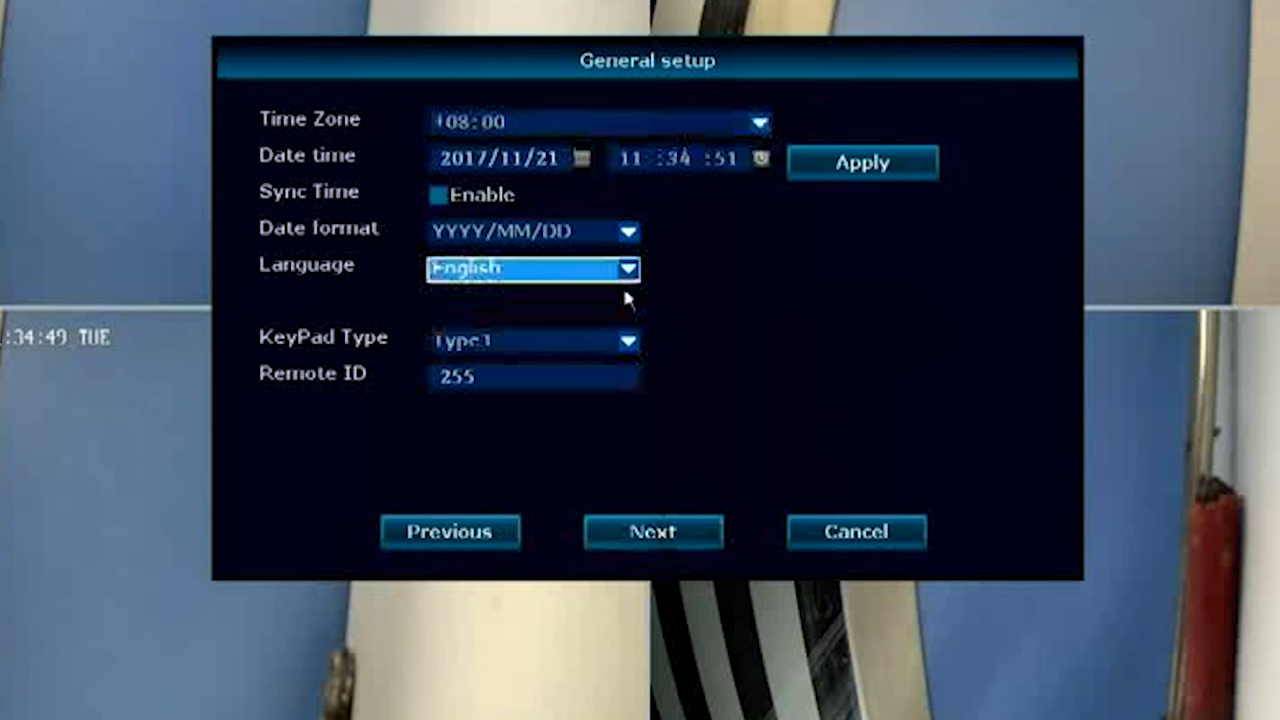 General setup
Time Zone +08:00
Date time 2017/11/21 11 :34 :51 Apply
Sync Time Enable
Date format YYYY/MM/DD
Language English
KeyPad Type Type1
Remote ID 255
:34:49 TUE
Previous Next Cancel